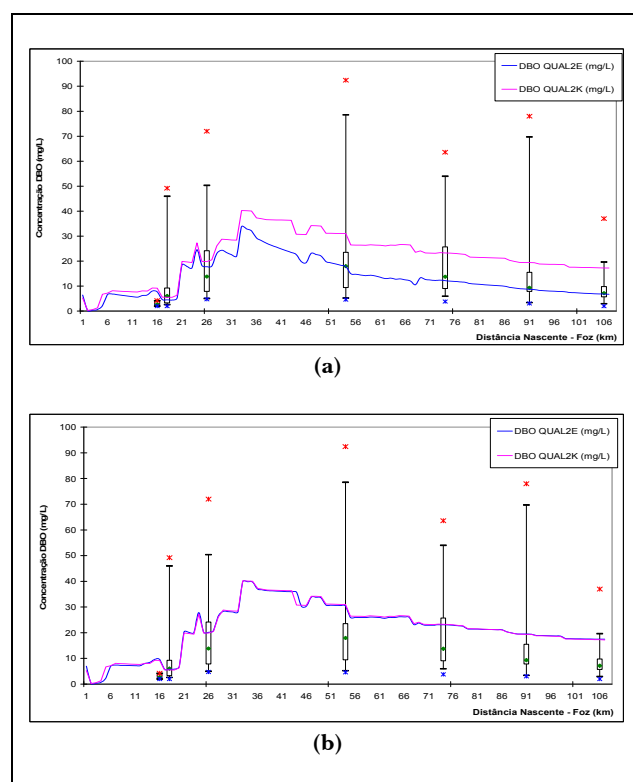 DBO QUAL2E (mg/L)
DBO QUAL2K (mg/L)
Concentração DBO (mg/L)
100
90
80
70
60
50
40
30
20
10
0
1 6 11 16 21 26 31 36 41 46 51 56 61 66 71 76 81 86 91 96 101 106
Distância Nascente - Foz (km)
(a)
DBO QUAL2E (mg/L)
DBO QUAL2K (mg/L)
Concentração DBO (mg/L)
100
90
80
70
60
50
40
30
20
10
0
1 6 11 16 21 26 31 36 41 46 51 56 61 66 71 76 81 86 91 96 101 106
Distância Nascente - Foz (km)
(b)